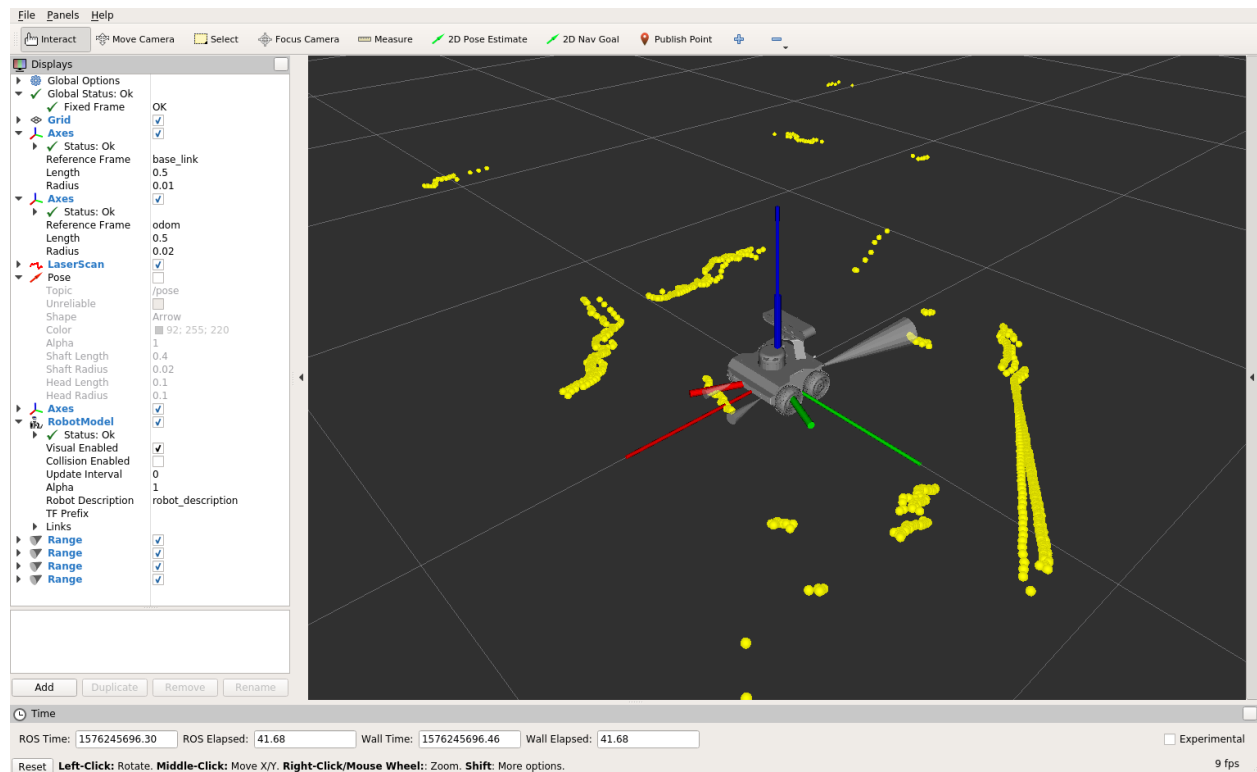 File Panels Help
Interact Move Camera Select Focus Camera Measure 2D Pose Estimate 2D Nav Goal Publish Point
Displays
Global Options
Global Status: Ok
Fixed Frame OK
Grid
Axes
Status: Ok
Reference Frame base_link
Length 0.5
Radius 0.01
Axes
Status: Ok
Reference Frame odom
Length 0.5
Radius 0.02
LaserScan
Pose
Topic /pose
Unreliable
Shape Arrow
Color 92; 255; 220
Alpha 1
Shaft Length 0.4
Shaft Radius 0.02
Head Length 0.1
Head Radius 0.1
Axes
RobotModel
Status: Ok
Visual Enabled
Collision Enabled
Update Interval 0
Alpha 1
Robot Description robot_description
TF Prefix
Links
Range
Range
Range
Range
Add Duplicate Remove Rename
Time
ROS Time: 1576245696.30 ROS Elapsed: 41.68 Wall Time: 1576245696.46 Wall Elapsed: 41.68 Experimental
Reset Left-Click: Rotate. Middle-Click: Move X/Y. Right-Click/Mouse Wheel:: Zoom. Shift: More options. 9 fps